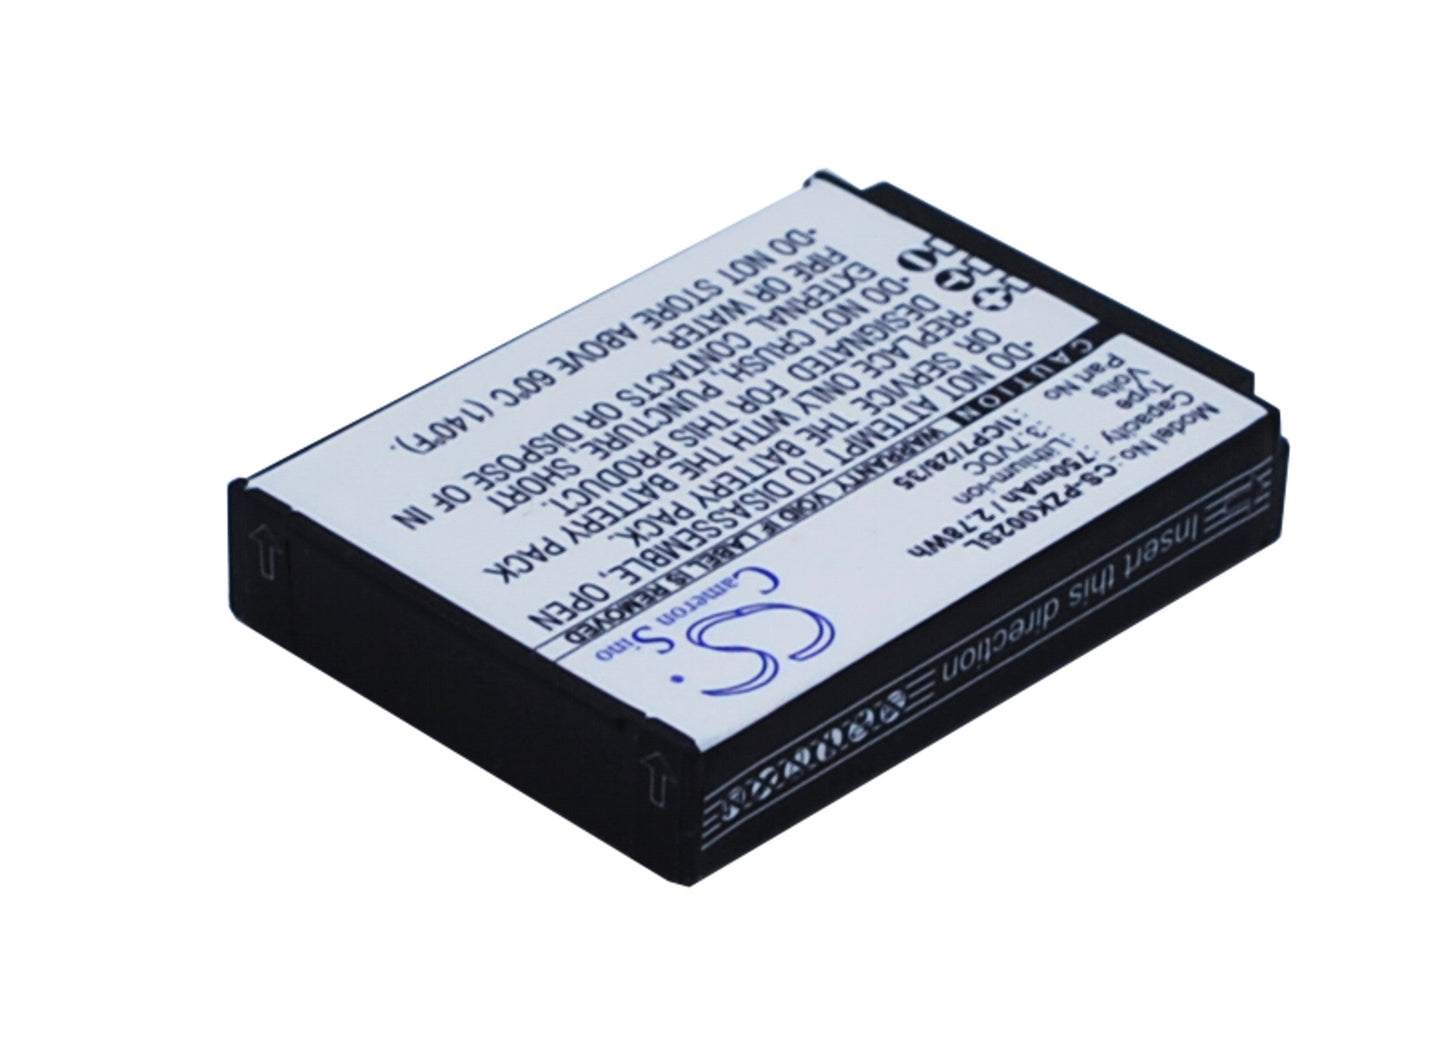 CS
Cameron Sino
Model No.: CS-PZK002SL
Capacity :750mAh / 2.78Wh
Type :Lithium-ion
Volts :3.7VDC
Part No :1ICP7/28/35
CAUTION WARRANTY VOID IF LABEL IS REMOVED
•DO NOT ATTEMPT TO DISASSEMBLE, OPEN
OR SERVICE THE BATTERY PACK.
•REPLACE ONLY WITH THE BATTERY PACK
DESIGNATED FOR THIS PRODUCT.
•DO NOT CRUSH, PUNCTURE, SHORT
EXTERNAL CONTACTS OR DISPOSE OF IN
FIRE OR WATER.
•DO NOT STORE ABOVE 60°C (140°F).
+ T -
Insert this direction